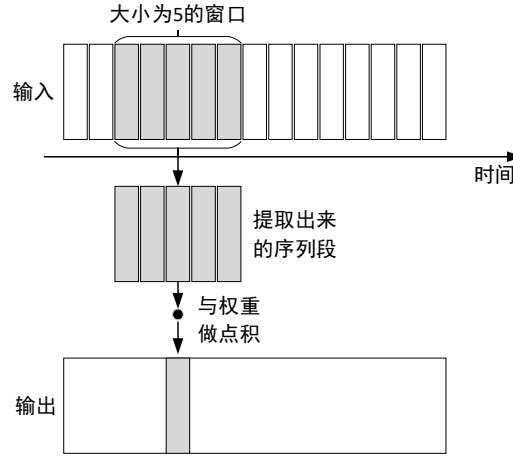 大小为5的窗口
输入
时间
提取出来
的序列段
与权重
做点积
输出